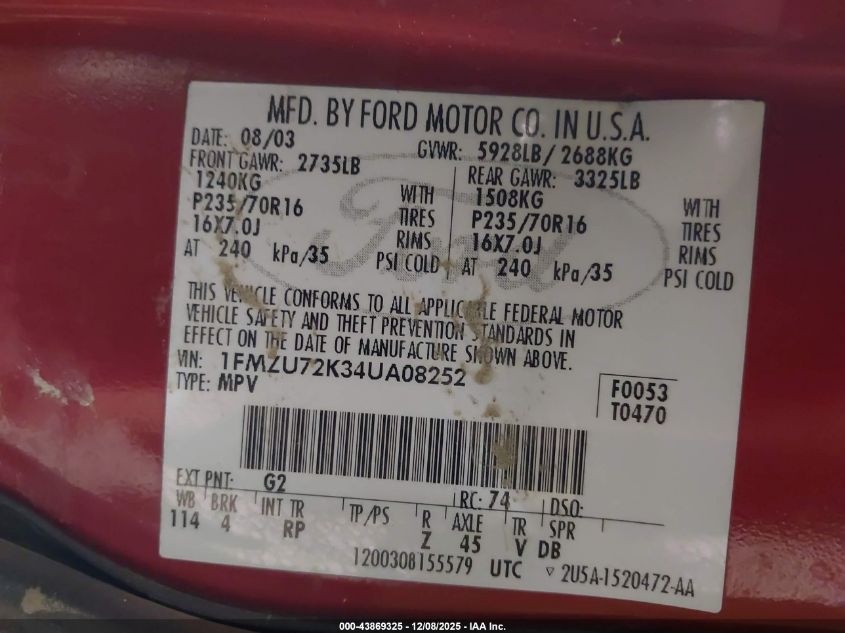 MFD. BY FORD MOTOR CO. IN U.S.A.
DATE: 08/03 GVWR: 5928LB/2688KG
FRONT GAWR: 2735LB REAR GAWR: 3325LB
1240KG WITH 1508KG WITH
P235/70R16 TIRES P235/70R16 TIRES
16X7.0J RIMS 16X7.0J RIMS
AT 240 kPa/35 PSI COLD AT 240 kPa/35 PSI COLD
Ford
THIS VEHICLE CONFORMS TO ALL APPLICABLE FEDERAL MOTOR
VEHICLE SAFETY AND THEFT PREVENTION STANDARDS IN
EFFECT ON THE DATE OF MANUFACTURE SHOWN ABOVE.
VIN: 1FMZU72K34UA08252
TYPE: MPV
F0053
T0470
EXT PNT: G2 RC: 74 DSO:
WB BRK INT TR TP/PS R AXLE TR SPR
114 4 RP Z 45 V DB
1200308155579 UTC ▽ 2U5A-1520472-AA
000-43869325 - 12/08/2025 - IAA Inc.